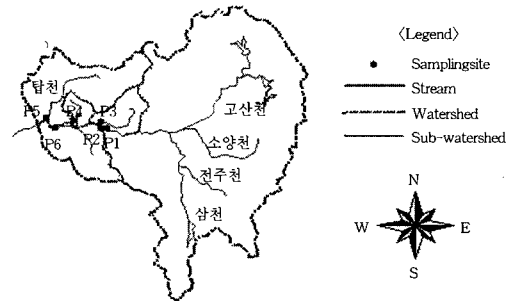 〈Legend〉
Samplingsite
Stream
Watershed
Sub-watershed
탑천
P5
P4
P3
P6
P2
P1
고산천
소양천
전주천
삼천
N
W
E
S